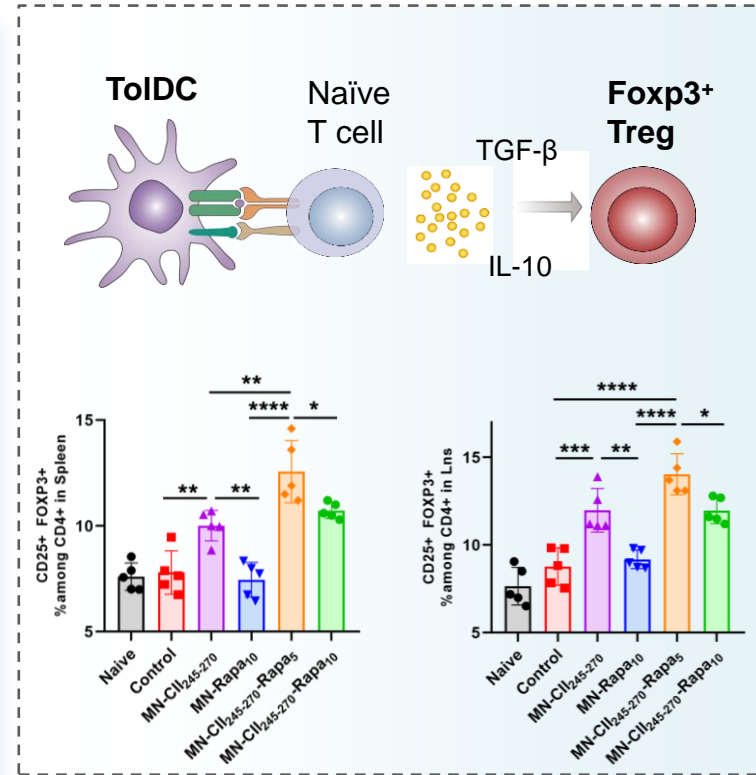 TolDC
Naïve
T cell
Foxp3⁺
Treg
TGF-β
IL-10
CD25+ FOXP3+
%among CD4+ in Spleen
15
10
5
**
****
*
**
**
Naive
Control
MN-CII₂₄₅₋₂₇₀
MN-Rapa₁₀
MN-CII₂₄₅₋₂₇₀-Rapa₅
MN-CII₂₄₅₋₂₇₀-Rapa₁₀
CD25+ FOXP3+
%among CD4+ in Lns
15
10
5
****
****
*
***
**
Naive
Control
MN-CII₂₄₅₋₂₇₀
MN-Rapa₁₀
MN-CII₂₄₅₋₂₇₀-Rapa₅
MN-CII₂₄₅₋₂₇₀-Rapa₁₀